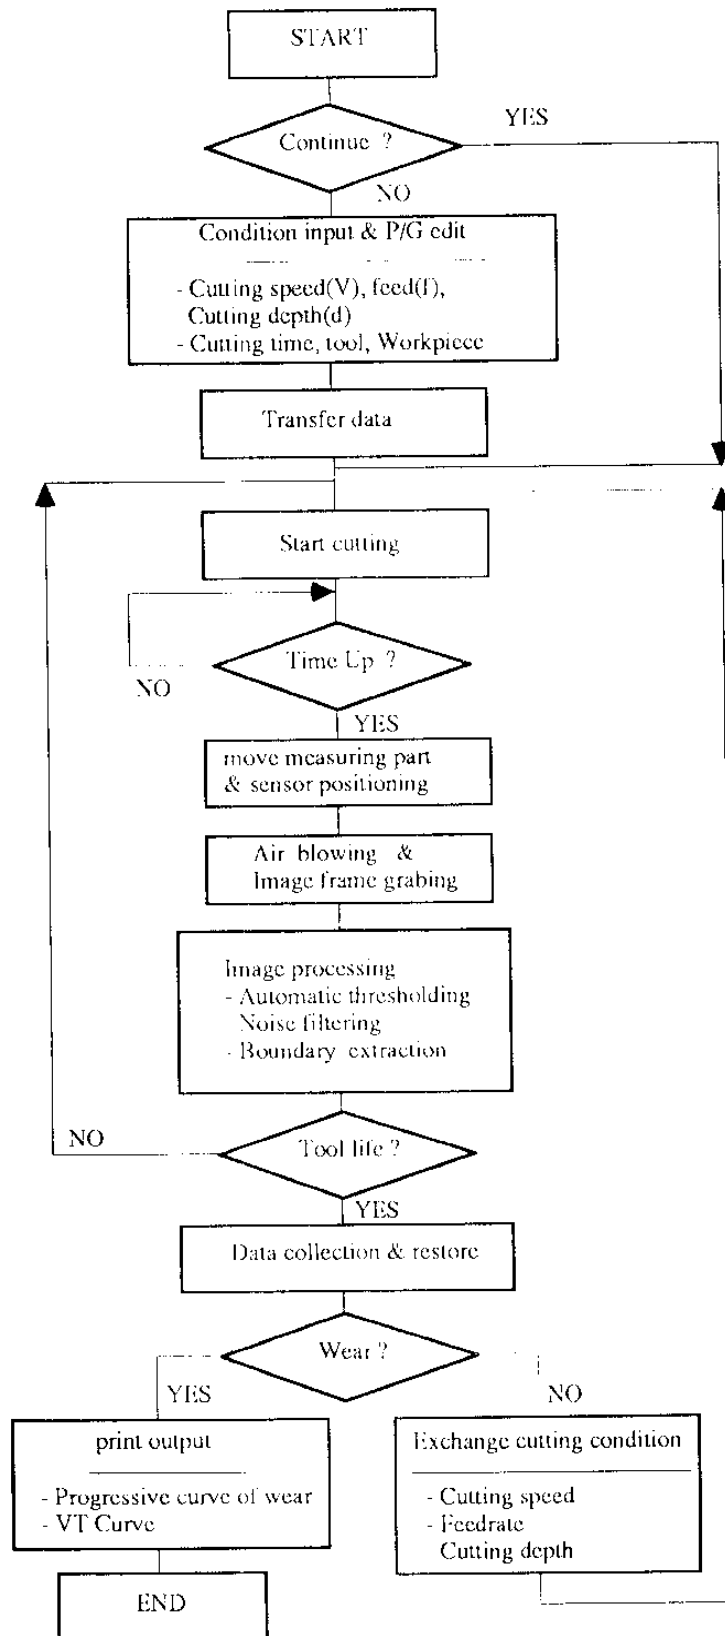 START
Continue ?
YES
NO
Condition input & P/G edit
- Cutting speed(V), feed(f),
Cutting depth(d)
- Cutting time, tool, Workpiece
Transfer data
Start cutting
Time Up ?
NO
YES
move measuring part
& sensor positioning
Air blowing &
Image frame grabing
Image processing
- Automatic thresholding
Noise filtering
- Boundary extraction
NO
Tool life ?
YES
Data collection & restore
Wear ?
YES
NO
print output
- Progressive curve of wear
- VT Curve
Exchange cutting condition
- Cutting speed
- Feedrate
Cutting depth
END